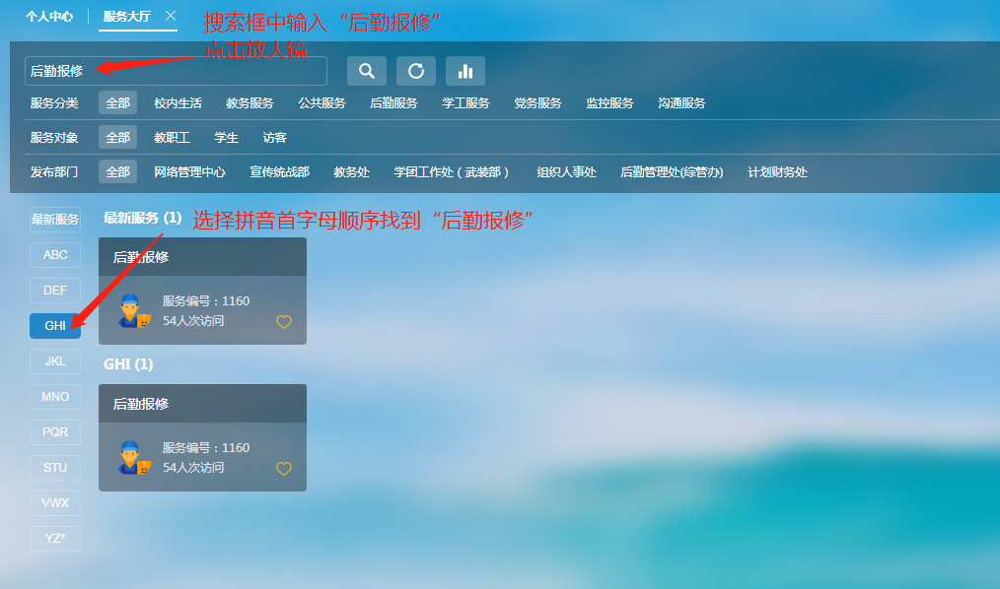 个人中心 服务大厅
搜索框中输入“后勤报修”
点击放大镜
后勤报修
服务分类 全部 校内生活 教务服务 公共服务 后勤服务 学工服务 党务服务 监控服务 沟通服务
服务对象 全部 教职工 学生 访客
发布部门 全部 网络管理中心 宣传统战部 教务处 学团工作处（武装部） 组织人事处 后勤管理处(综管办) 计划财务处
最新服务
ABC
DEF
GHI
JKL
MNO
PQR
STU
VWX
YZ*
最新服务 (1) 选择拼音首字母顺序找到“后勤报修”
后勤报修
服务编号：1160
54人次访问
GHI (1)
后勤报修
服务编号：1160
54人次访问